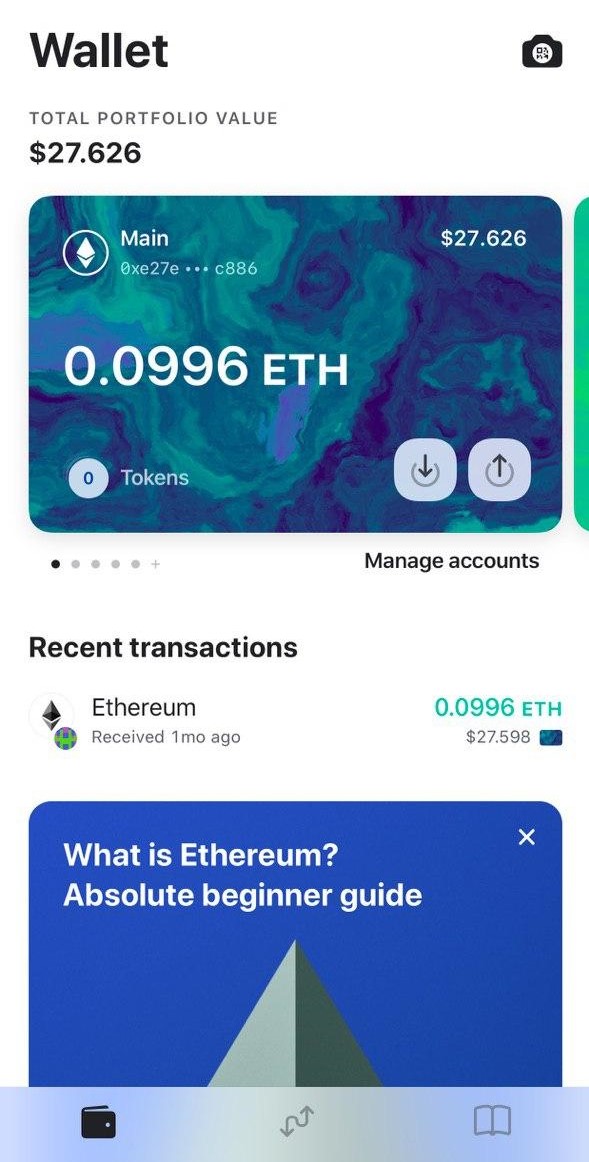 Wallet
TOTAL PORTFOLIO VALUE
$27.626
Main
$27.626
0xe27e ••• c886
0.0996 ETH
0 Tokens
Manage accounts
Recent transactions
Ethereum
0.0996 ETH
Received 1mo ago
$27.598
What is Ethereum?
Absolute beginner guide